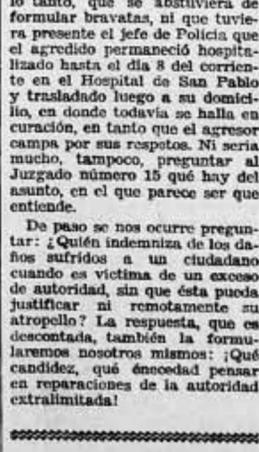 lo tanto, que se abstuviera de
formular bravatas, ni que tuvie-
ra presente el jefe de Policía que
el agredido permaneció hospita-
lizado hasta el día 8 del corrien-
te en el Hospital de San Pablo
y trasladado luego a su domici-
lio, en donde todavía se halla en
curación, en tanto que el agresor
campa por sus respetos. Ni sería
mucho, tampoco, preguntar al
Juzgado número 15 qué hay del
asunto, en el que parece ser que
entiende.
De paso se nos ocurre pregun-
tar: ¿Quién indemniza de los da-
ños sufridos a un ciudadano
cuando es víctima de un exceso
de autoridad, sin que ésta pueda
justificar ni remotamente su
atropello? La respuesta, que es
descontada, también la formu-
laremos nosotros mismos: ¡Qué
candidez, qué énecedad pensar
en reparaciones de la autoridad
extralimitada!